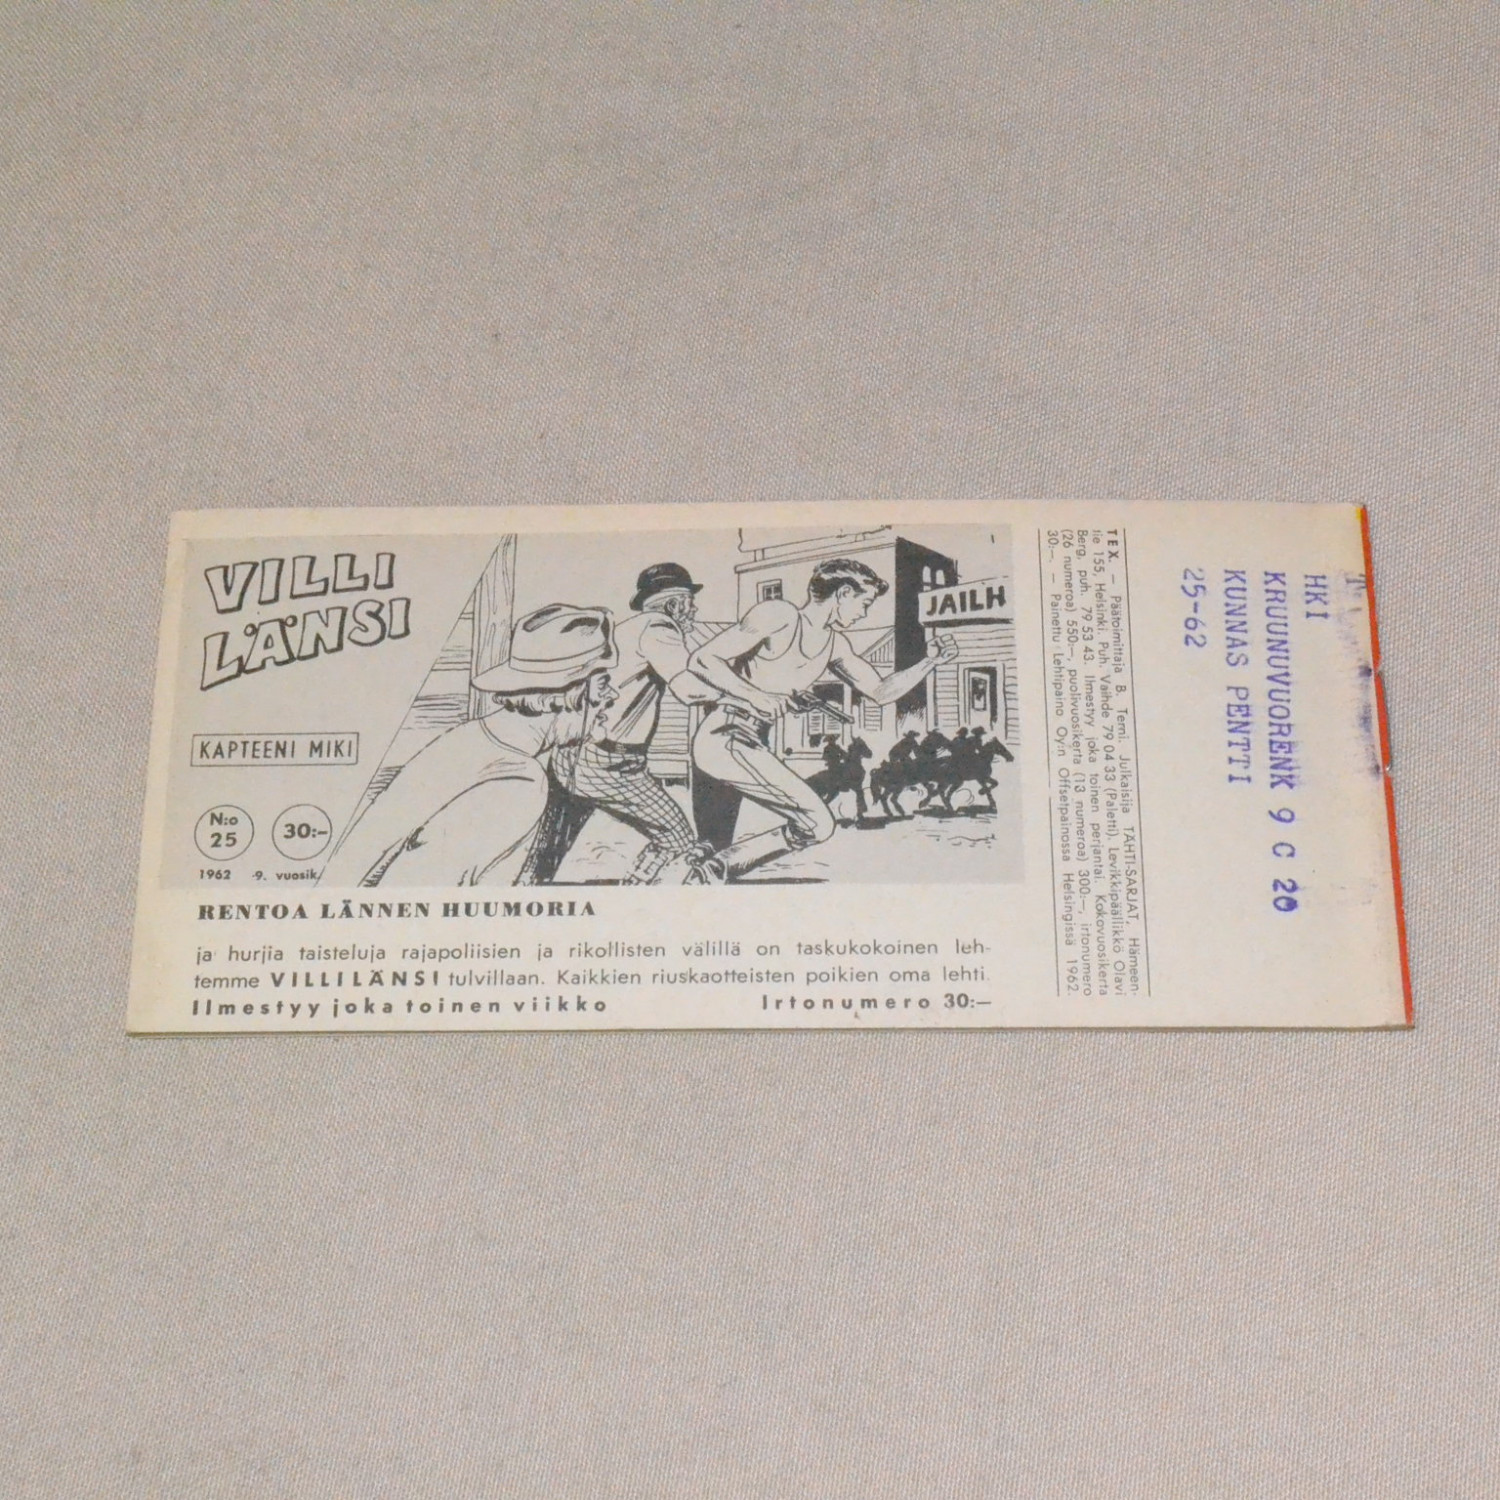 VILLI
LÄNSI
JAILH
KAPTEENI MIKI
N:o
25
30:-
1962 9. vuosik.
RENTOA LÄNNEN HUUMORIA
ja hurjia taisteluja rajapoliisien ja rikollisten välillä on taskukokoinen leh-
temme VILLI LÄNSI tulvillaan. Kaikkien riuskaotteisten poikien oma lehti.
Ilmestyy joka toinen viikko Irtonumero 30:—
TEX. — Päätoimittaja B. Temi. Julkaisija TÄHTI-SARJAT, Hämeen-
tie 155, Helsinki. Puh. Vaihde 79 04 33 (Paletti). Levikkipäällikkö Olavi
Berg, puh. 79 53 43. Ilmestyy joka toinen perjantai. Kokovuosikerta
(26 numeroa) 550:—, puolivuosikerta (13 numeroa) 300:—, irtonumero
30:—. — Painettu Lehtipaino Oy:n Offsetpainossa Helsingissä 1962.
HKI
KRUUNUVUORENK 9 C 20
KUNNAS PENTTI
25-62